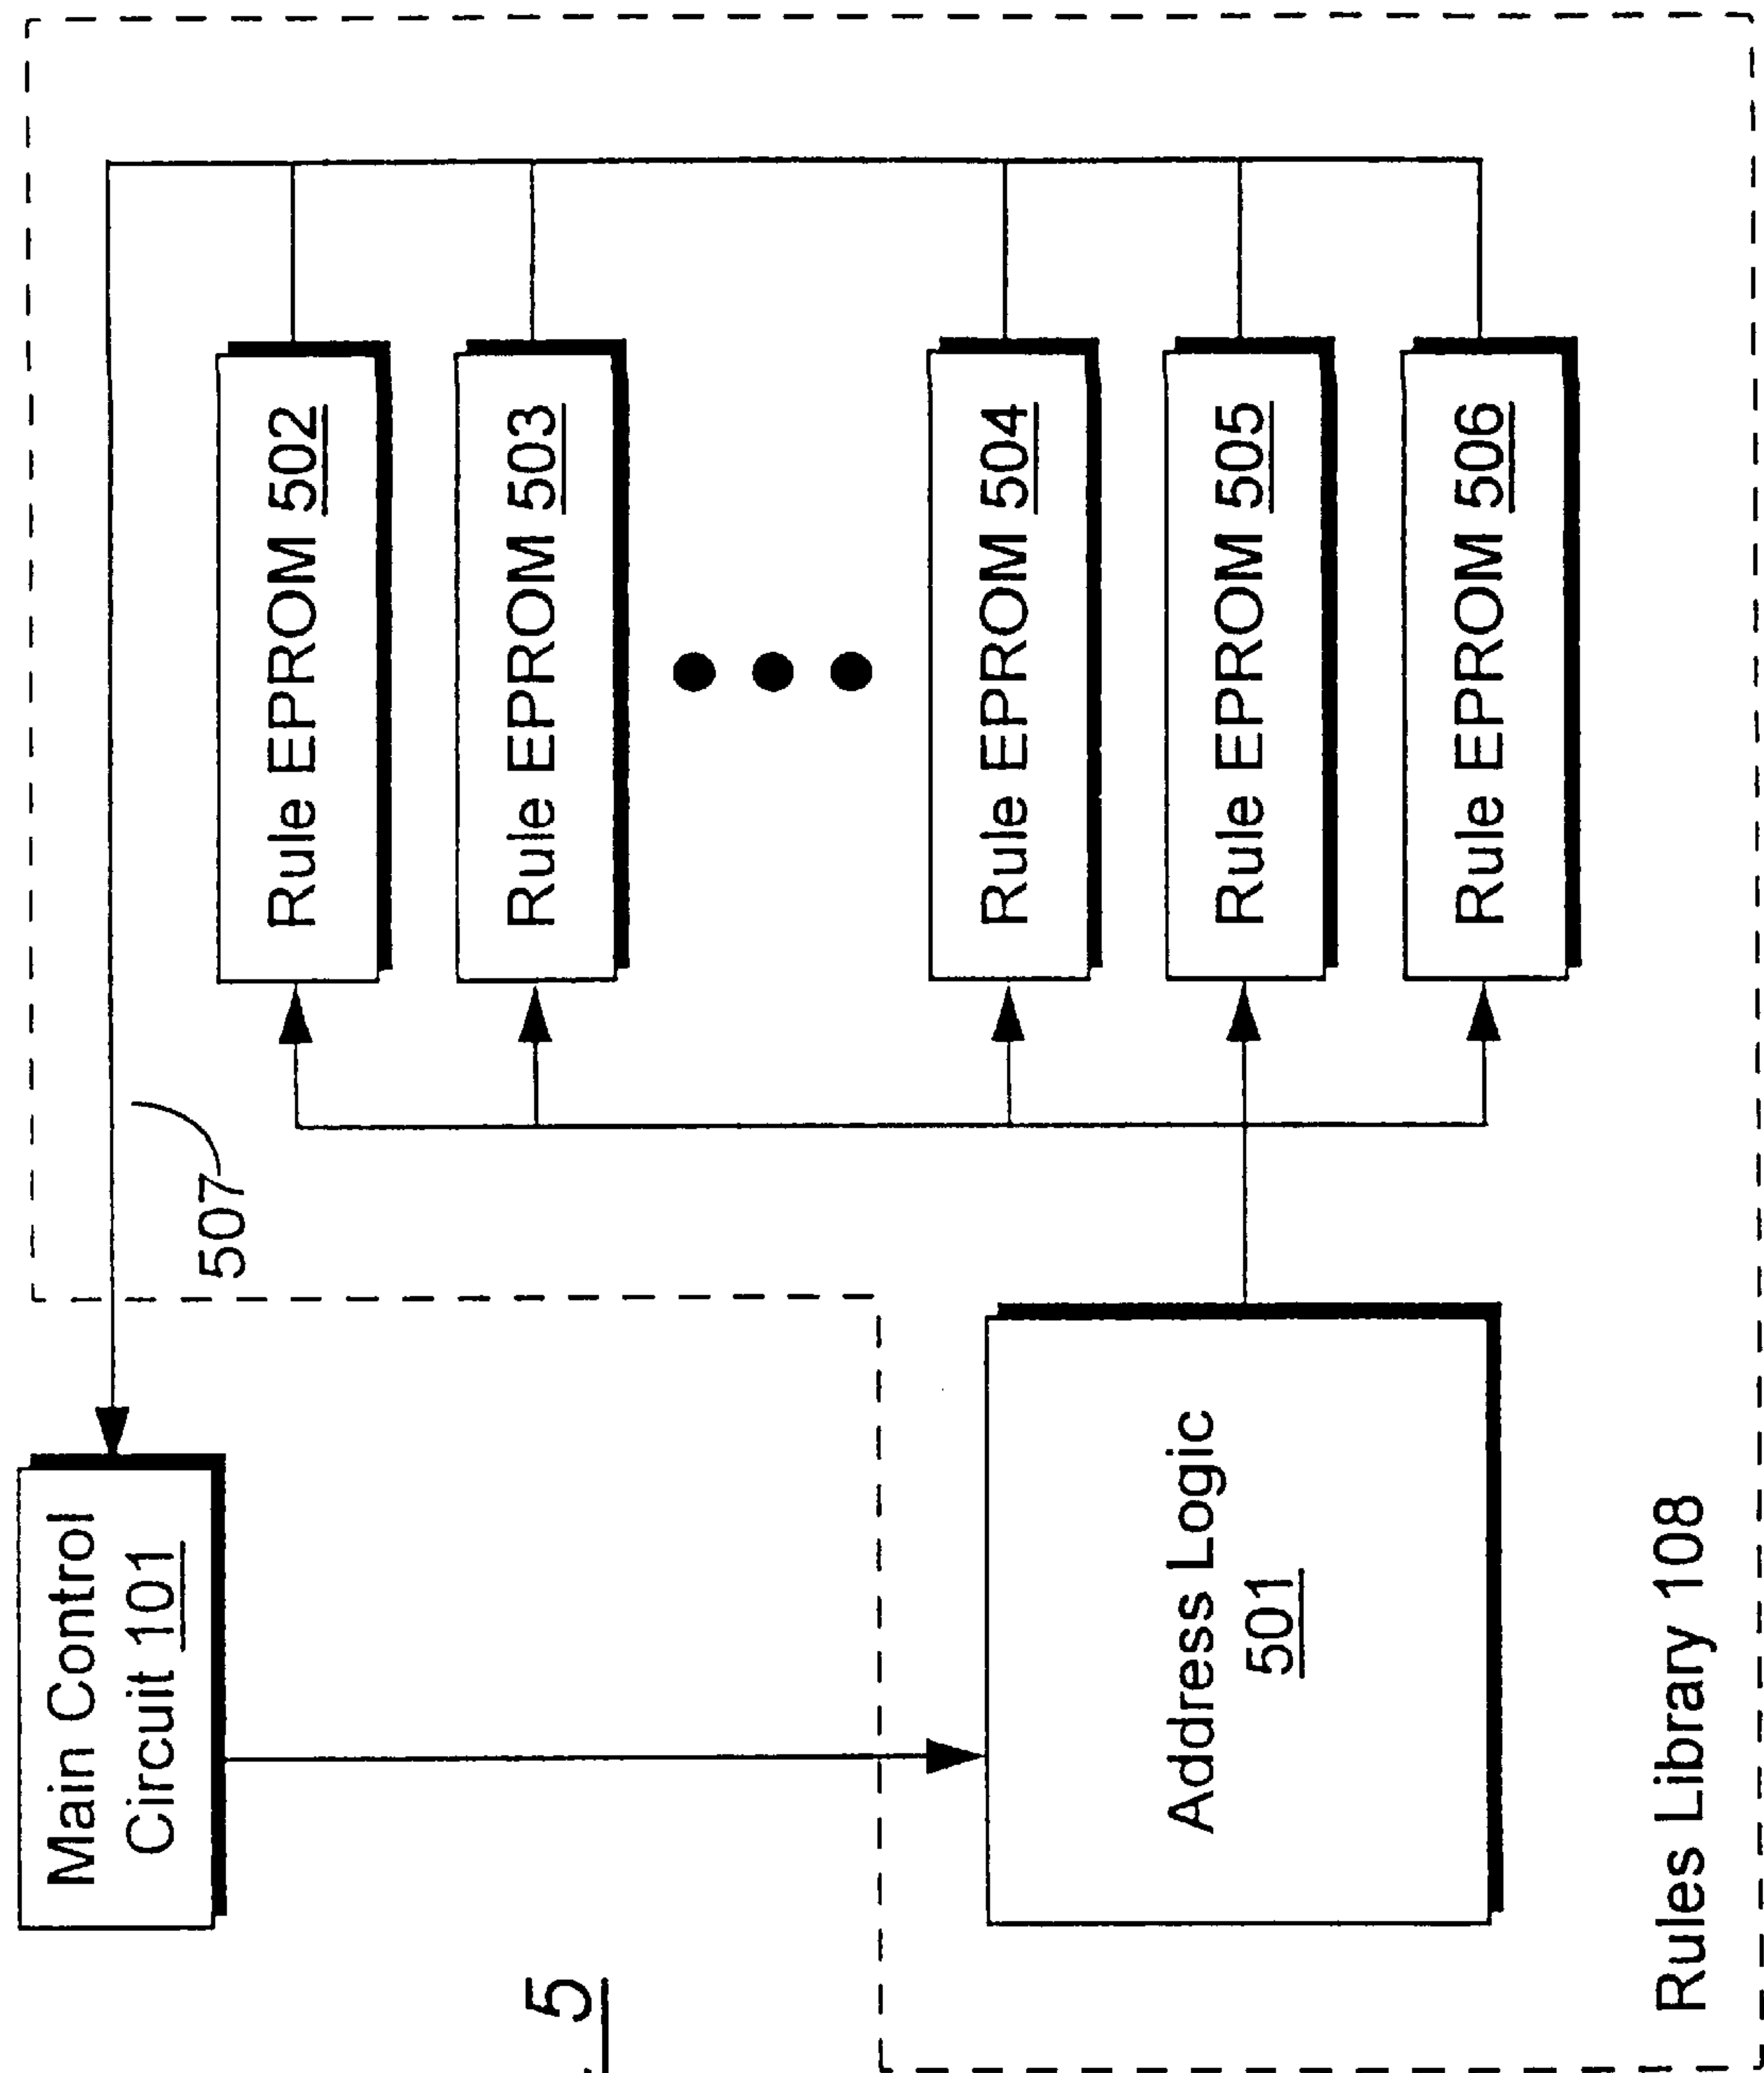 Main Control
Circuit 101
507
Rule EPROM 502
Rule EPROM 503
Rule EPROM 504
Rule EPROM 505
Rule EPROM 506
Address Logic
501
Rules Library 108
5